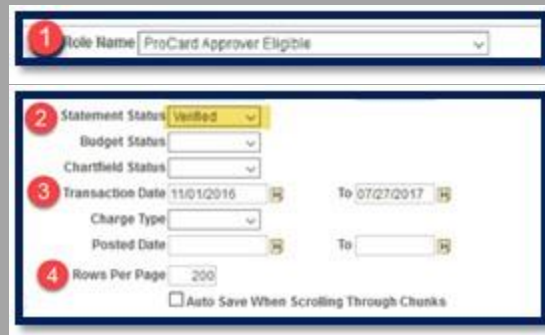 1 Role Name ProCard Approver Eligible
2 Statement Status Verified
Budget Status
Chartfield Status
3 Transaction Date 11/01/2016 To 07/27/2017
Charge Type
Posted Date To
4 Rows Per Page 200
Auto Save When Scrolling Through Chunks